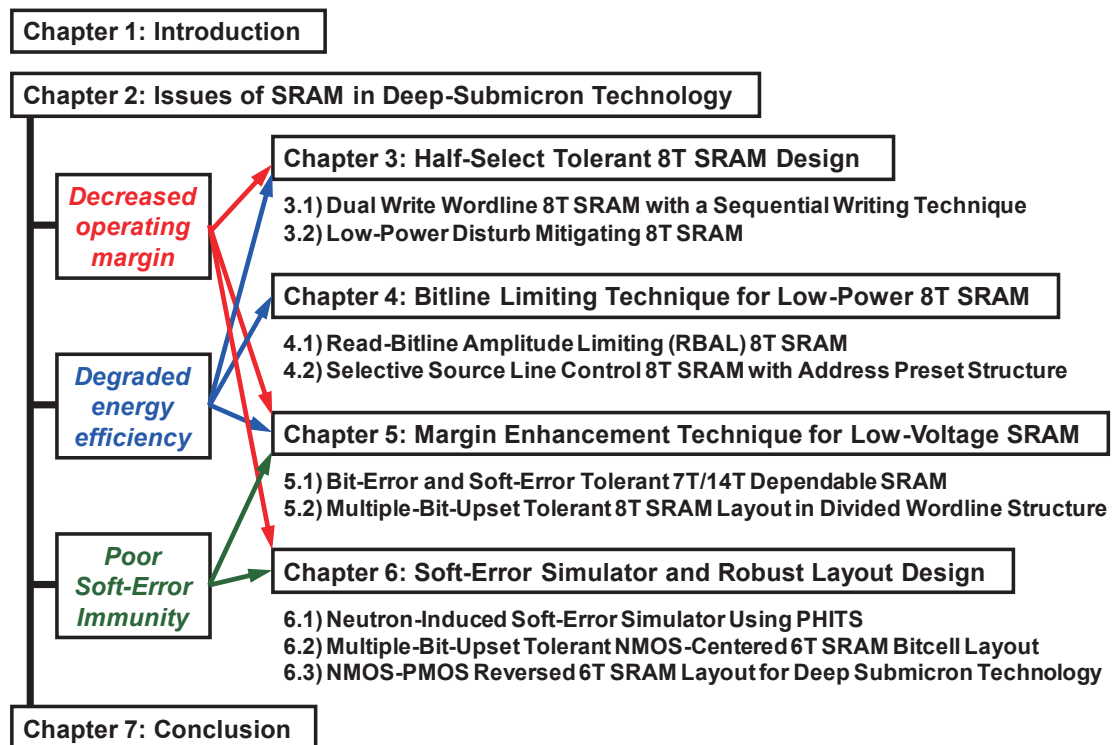 Chapter 1: Introduction
Chapter 2: Issues of SRAM in Deep-Submicron Technology
Decreased
operating
margin
Degraded
energy
efficiency
Poor
Soft-Error
Immunity
Chapter 3: Half-Select Tolerant 8T SRAM Design
3.1) Dual Write Wordline 8T SRAM with a Sequential Writing Technique
3.2) Low-Power Disturb Mitigating 8T SRAM
Chapter 4: Bitline Limiting Technique for Low-Power 8T SRAM
4.1) Read-Bitline Amplitude Limiting (RBAL) 8T SRAM
4.2) Selective Source Line Control 8T SRAM with Address Preset Structure
Chapter 5: Margin Enhancement Technique for Low-Voltage SRAM
5.1) Bit-Error and Soft-Error Tolerant 7T/14T Dependable SRAM
5.2) Multiple-Bit-Upset Tolerant 8T SRAM Layout in Divided Wordline Structure
Chapter 6: Soft-Error Simulator and Robust Layout Design
6.1) Neutron-Induced Soft-Error Simulator Using PHITS
6.2) Multiple-Bit-Upset Tolerant NMOS-Centered 6T SRAM Bitcell Layout
6.3) NMOS-PMOS Reversed 6T SRAM Layout for Deep Submicron Technology
Chapter 7: Conclusion